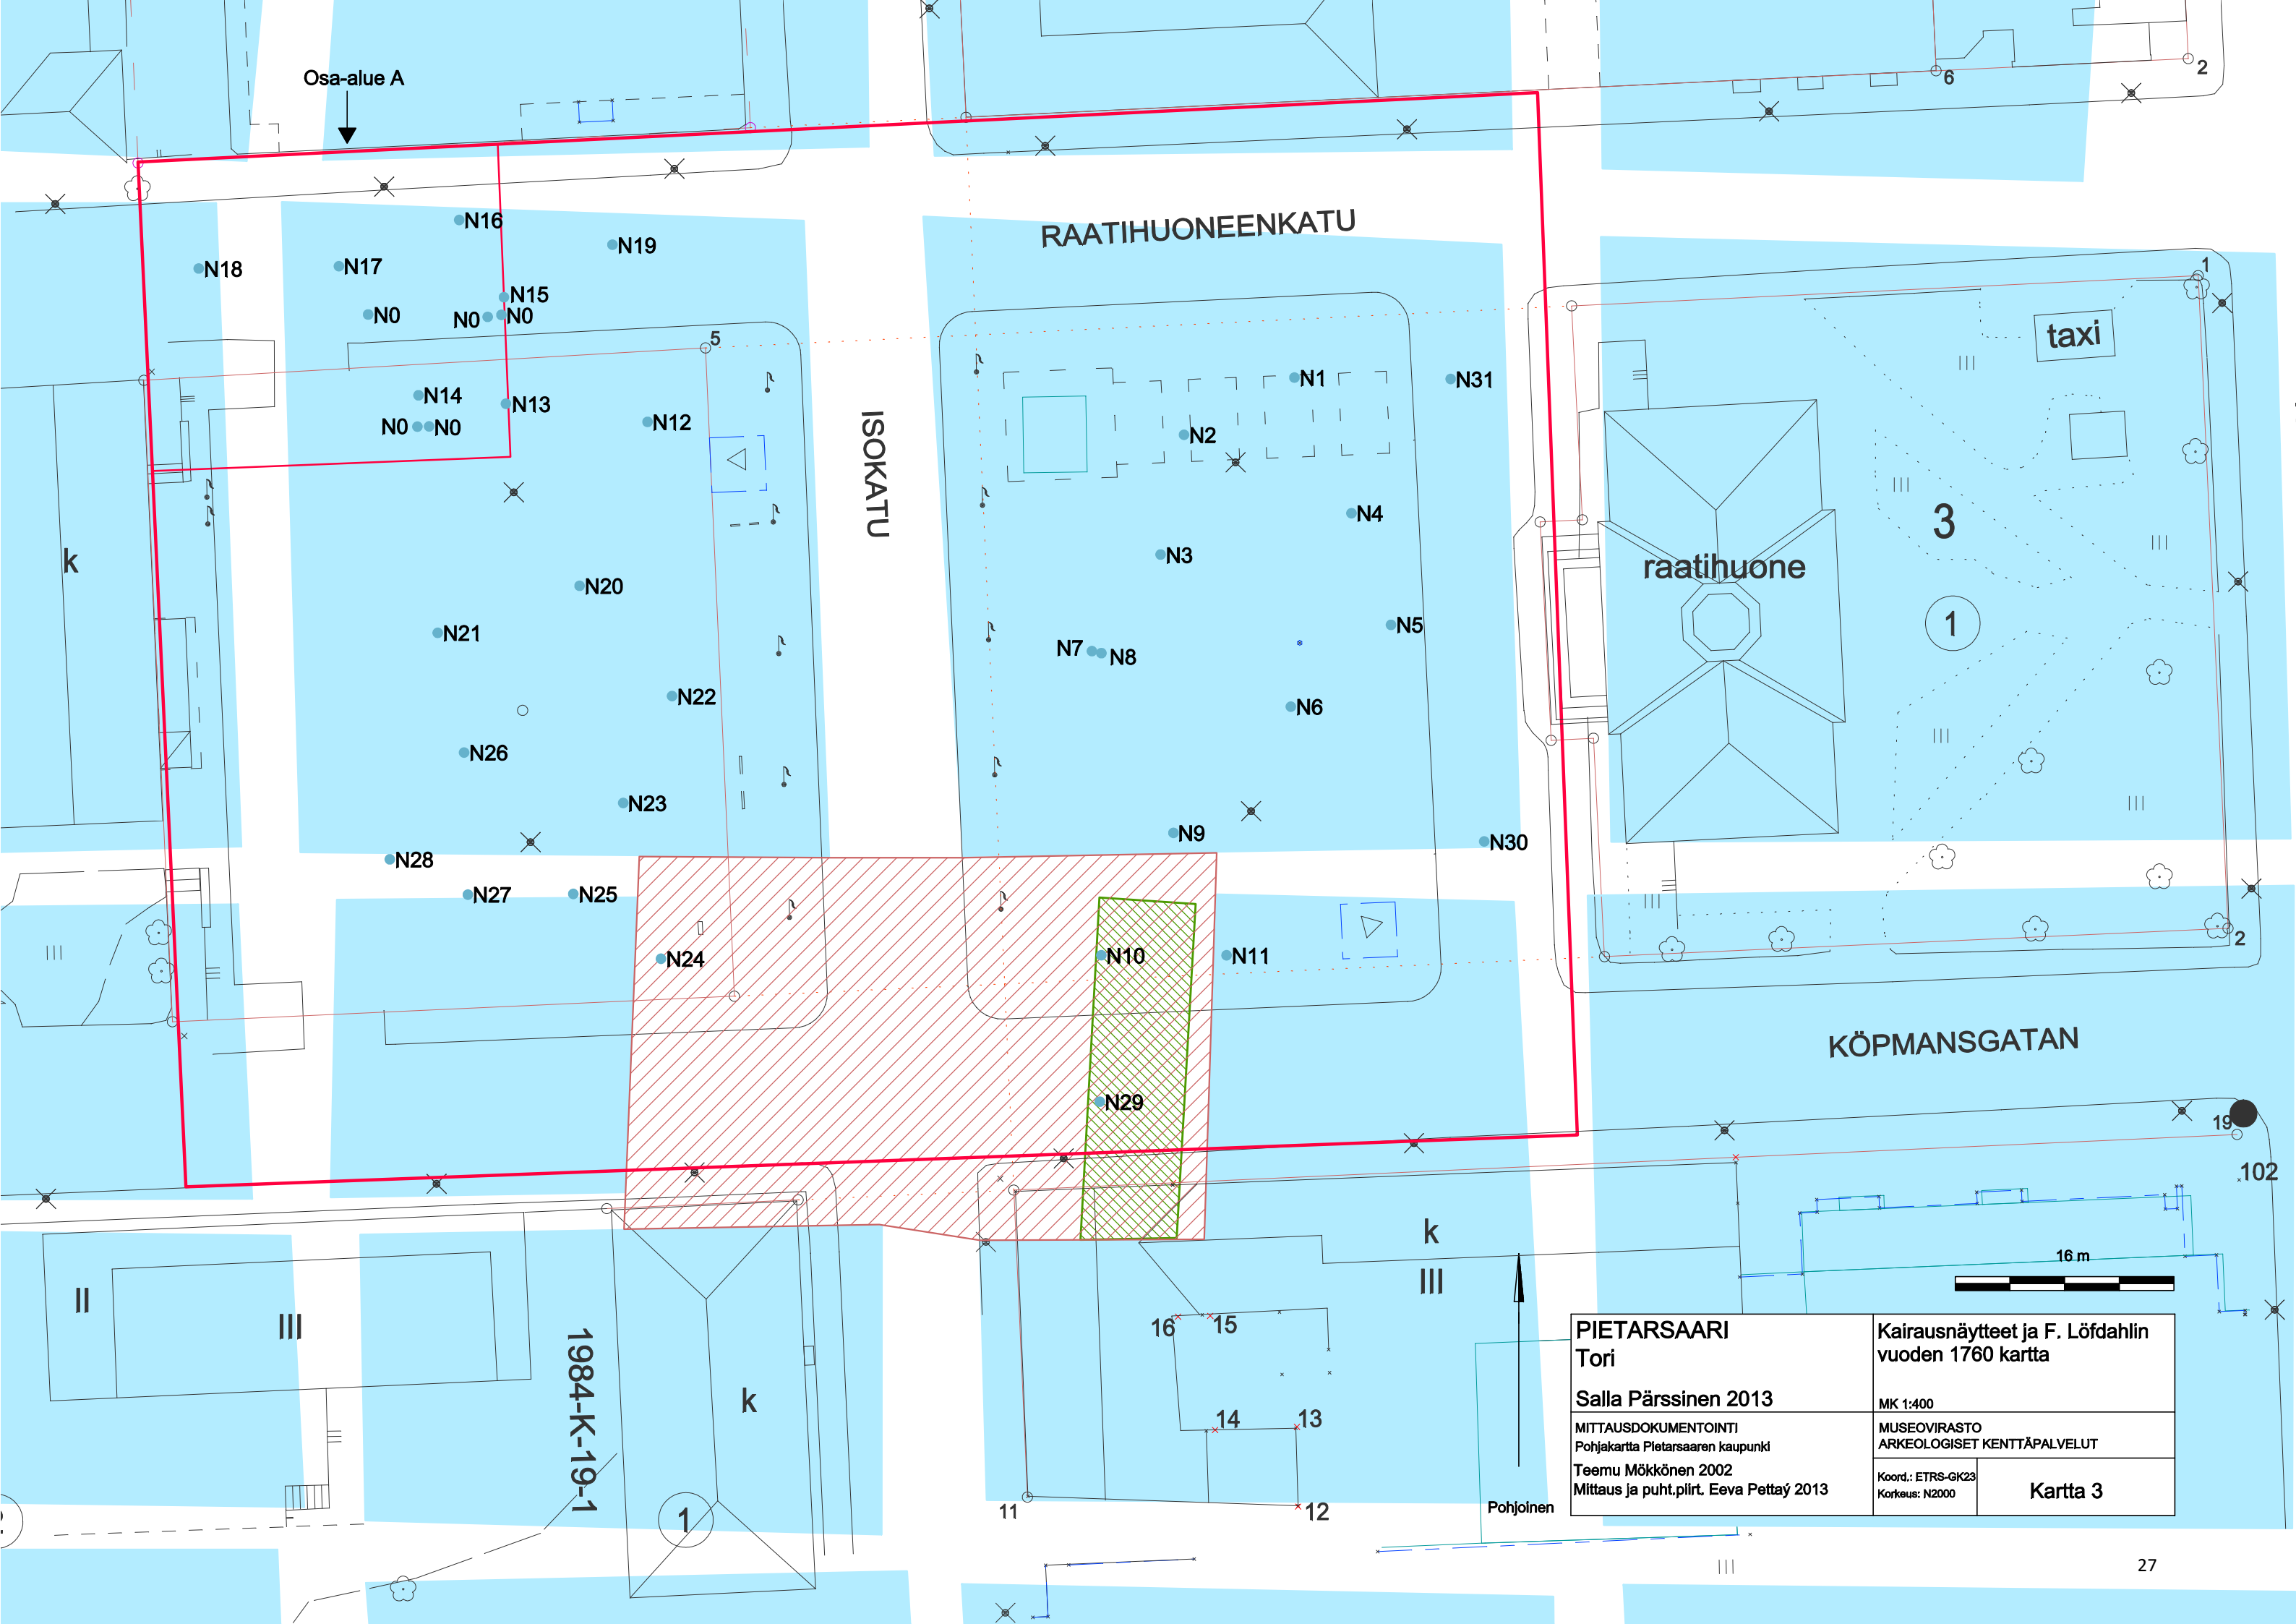 2
6
Osa-alue A
N16
RAATIHUONEENKATU
N19
N18
N17
1
N15
N0
N0
N0
taxi
5
N1
N31
N14
N13
N12
N2
N0
N0
ISOKATU
N4
3
N3
k
raatihuone
N20
N5
1
N21
N7
N8
N22
N6
N26
N23
N9
N30
N28
N27
N25
2
N24
N10
N11
KÖPMANSGATAN
N29
19
102
k
16 m
II
III
III
16
15
PIETARSAARI
Tori
Salla Pärssinen 2013
Kairausnäytteet ja F. Löfdahlin
vuoden 1760 kartta
MK 1:400
1984-K-19-1
k
14
13
MITTAUSDOKUMENTOINTI
Pohjakartta Pietarsaaren kaupunki
Teemu Mökkönen 2002
Mittaus ja puht.piirt. Eeva Pettaý 2013
MUSEOVIRASTO
ARKEOLOGISET KENTTÄPALVELUT
Koord.: ETRS-GK23
Korkeus: N2000
Kartta 3
11
12
Pohjoinen
1
27